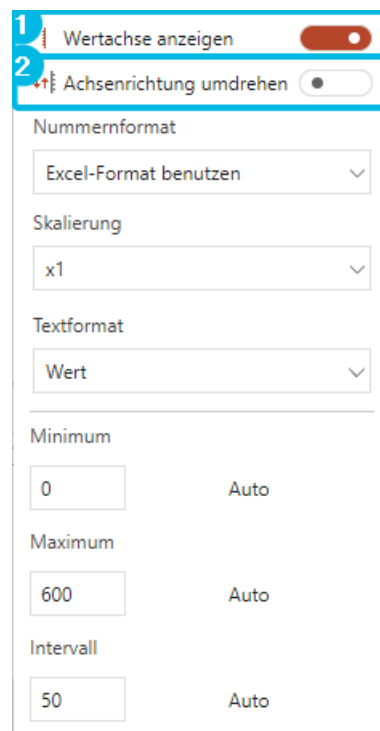 1
Wertachse anzeigen
2
Achsenrichtung umdrehen
Nummernformat
Excel-Format benutzen
Skalierung
x1
Textformat
Wert
Minimum
0 Auto
Maximum
600 Auto
Intervall
50 Auto